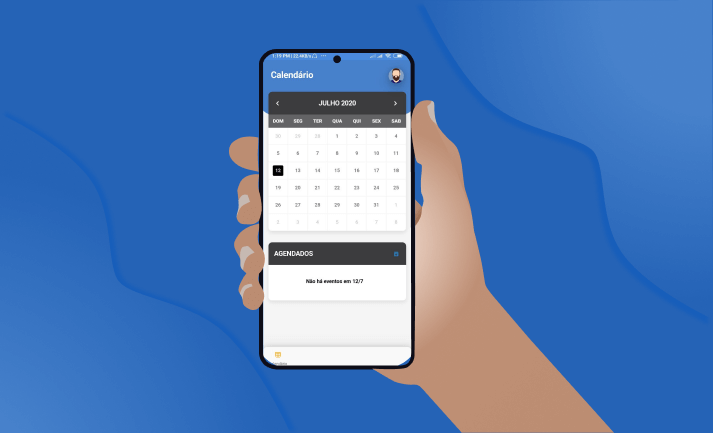 1:19 PM | 22,4KB/s
Calendário
JULHO 2020
DOM SEG TER QUA QUI SEX SAB
30 29 30 1 2 3 4
5 6 7 8 9 10 11
12 13 14 15 16 17 18
19 20 21 22 23 24 25
26 27 28 29 30 31 1
2 3 4 5 6 7 8
AGENDADOS
Não há eventos em 12/7